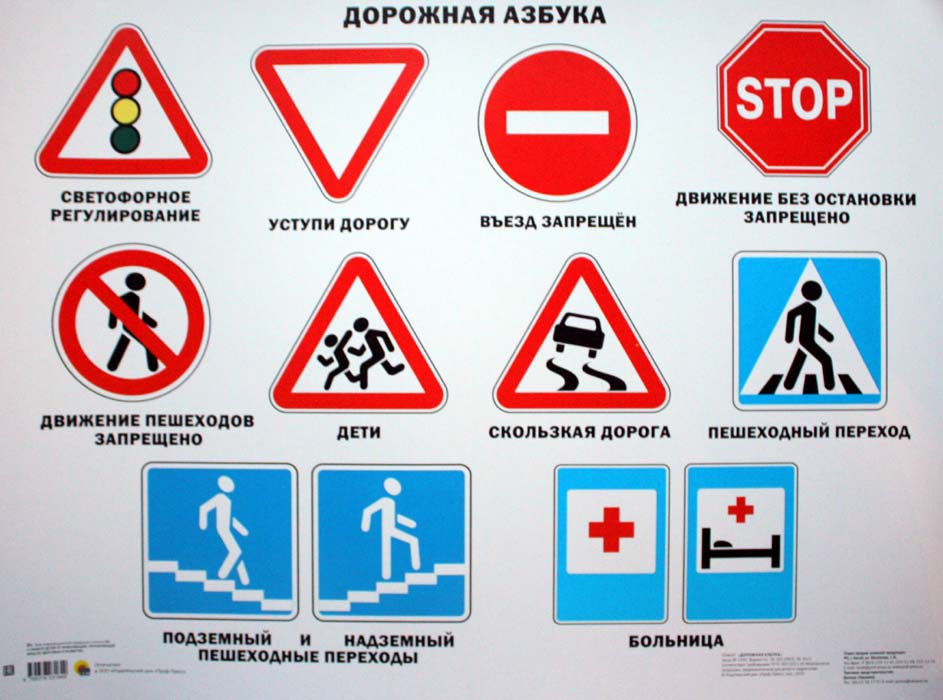 ДОРОЖНАЯ АЗБУКА
STOP
СВЕТОФОРНОЕ
РЕГУЛИРОВАНИЕ
УСТУПИ ДОРОГУ
ВЪЕЗД ЗАПРЕЩЁН
ДВИЖЕНИЕ БЕЗ ОСТАНОВКИ
ЗАПРЕЩЕНО
ДВИЖЕНИЕ ПЕШЕХОДОВ
ЗАПРЕЩЕНО
ДЕТИ
СКОЛЬЗКАЯ ДОРОГА
ПЕШЕХОДНЫЙ ПЕРЕХОД
ПОДЗЕМНЫЙ И НАДЗЕМНЫЙ
ПЕШЕХОДНЫЕ ПЕРЕХОДЫ
БОЛЬНИЦА